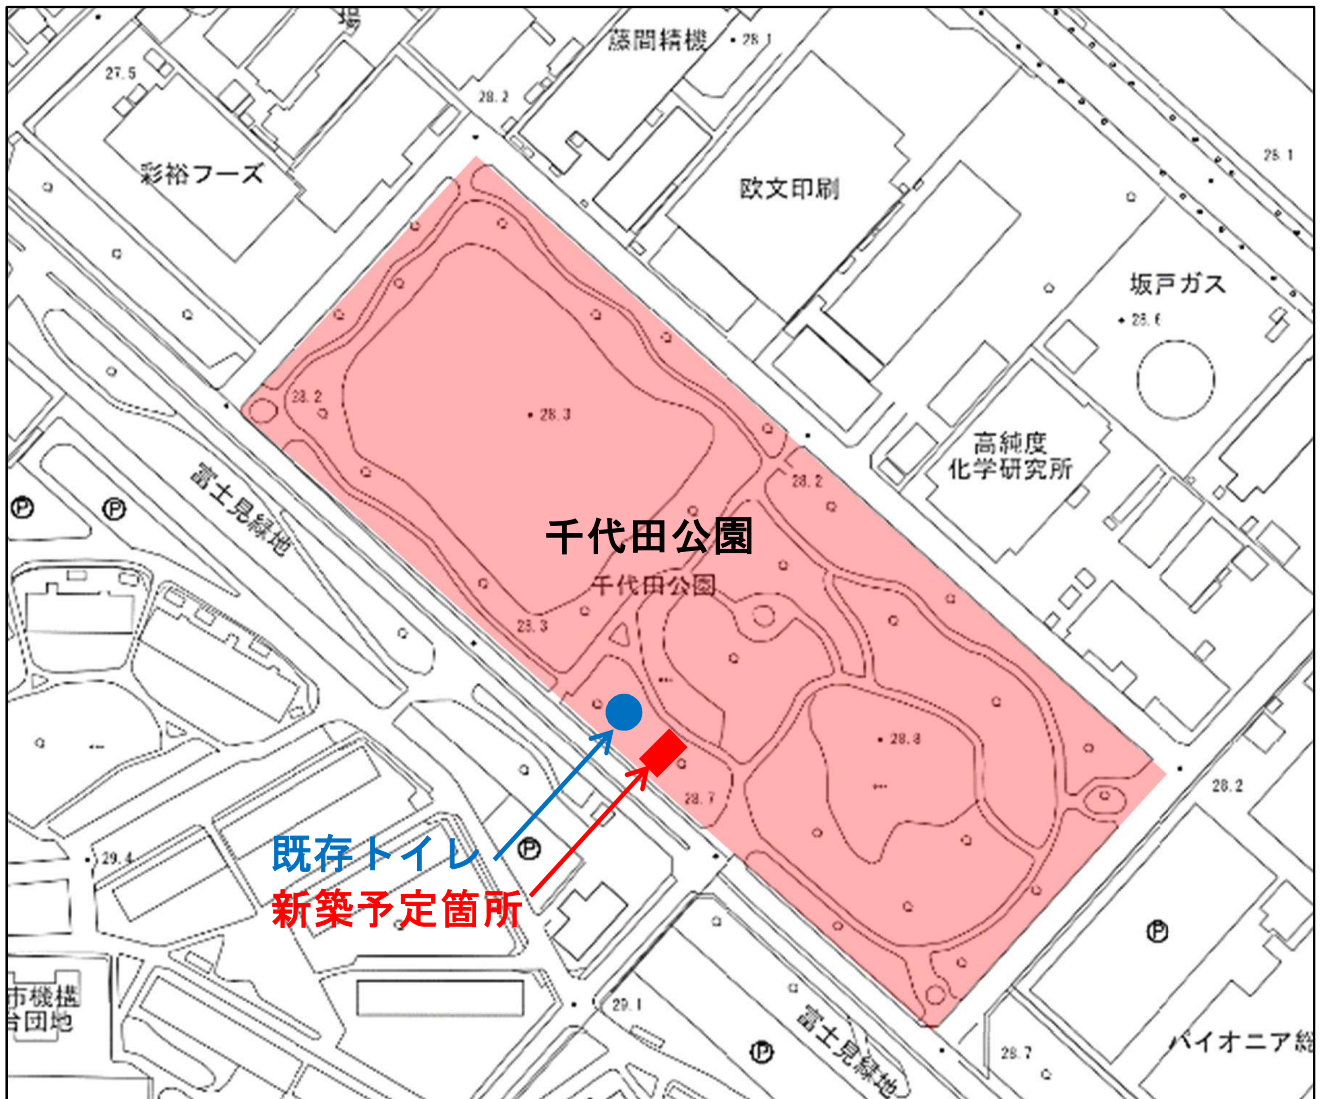 藤間精機
28.1
27.5
28.2
28.1
彩裕フーズ
欧文印刷
坂戸ガス
28.6
28.2
28.3
高純度
化学研究所
富士見緑地
28.2
Ⓟ
Ⓟ
千代田公園
千代田公園
28.3
28.8
28.7
28.2
既存トイレ
Ⓟ
29.4
新築予定箇所
Ⓟ
市機構
台団地
29.1
富士見緑地
パイオニア総
28.7
Ⓟ